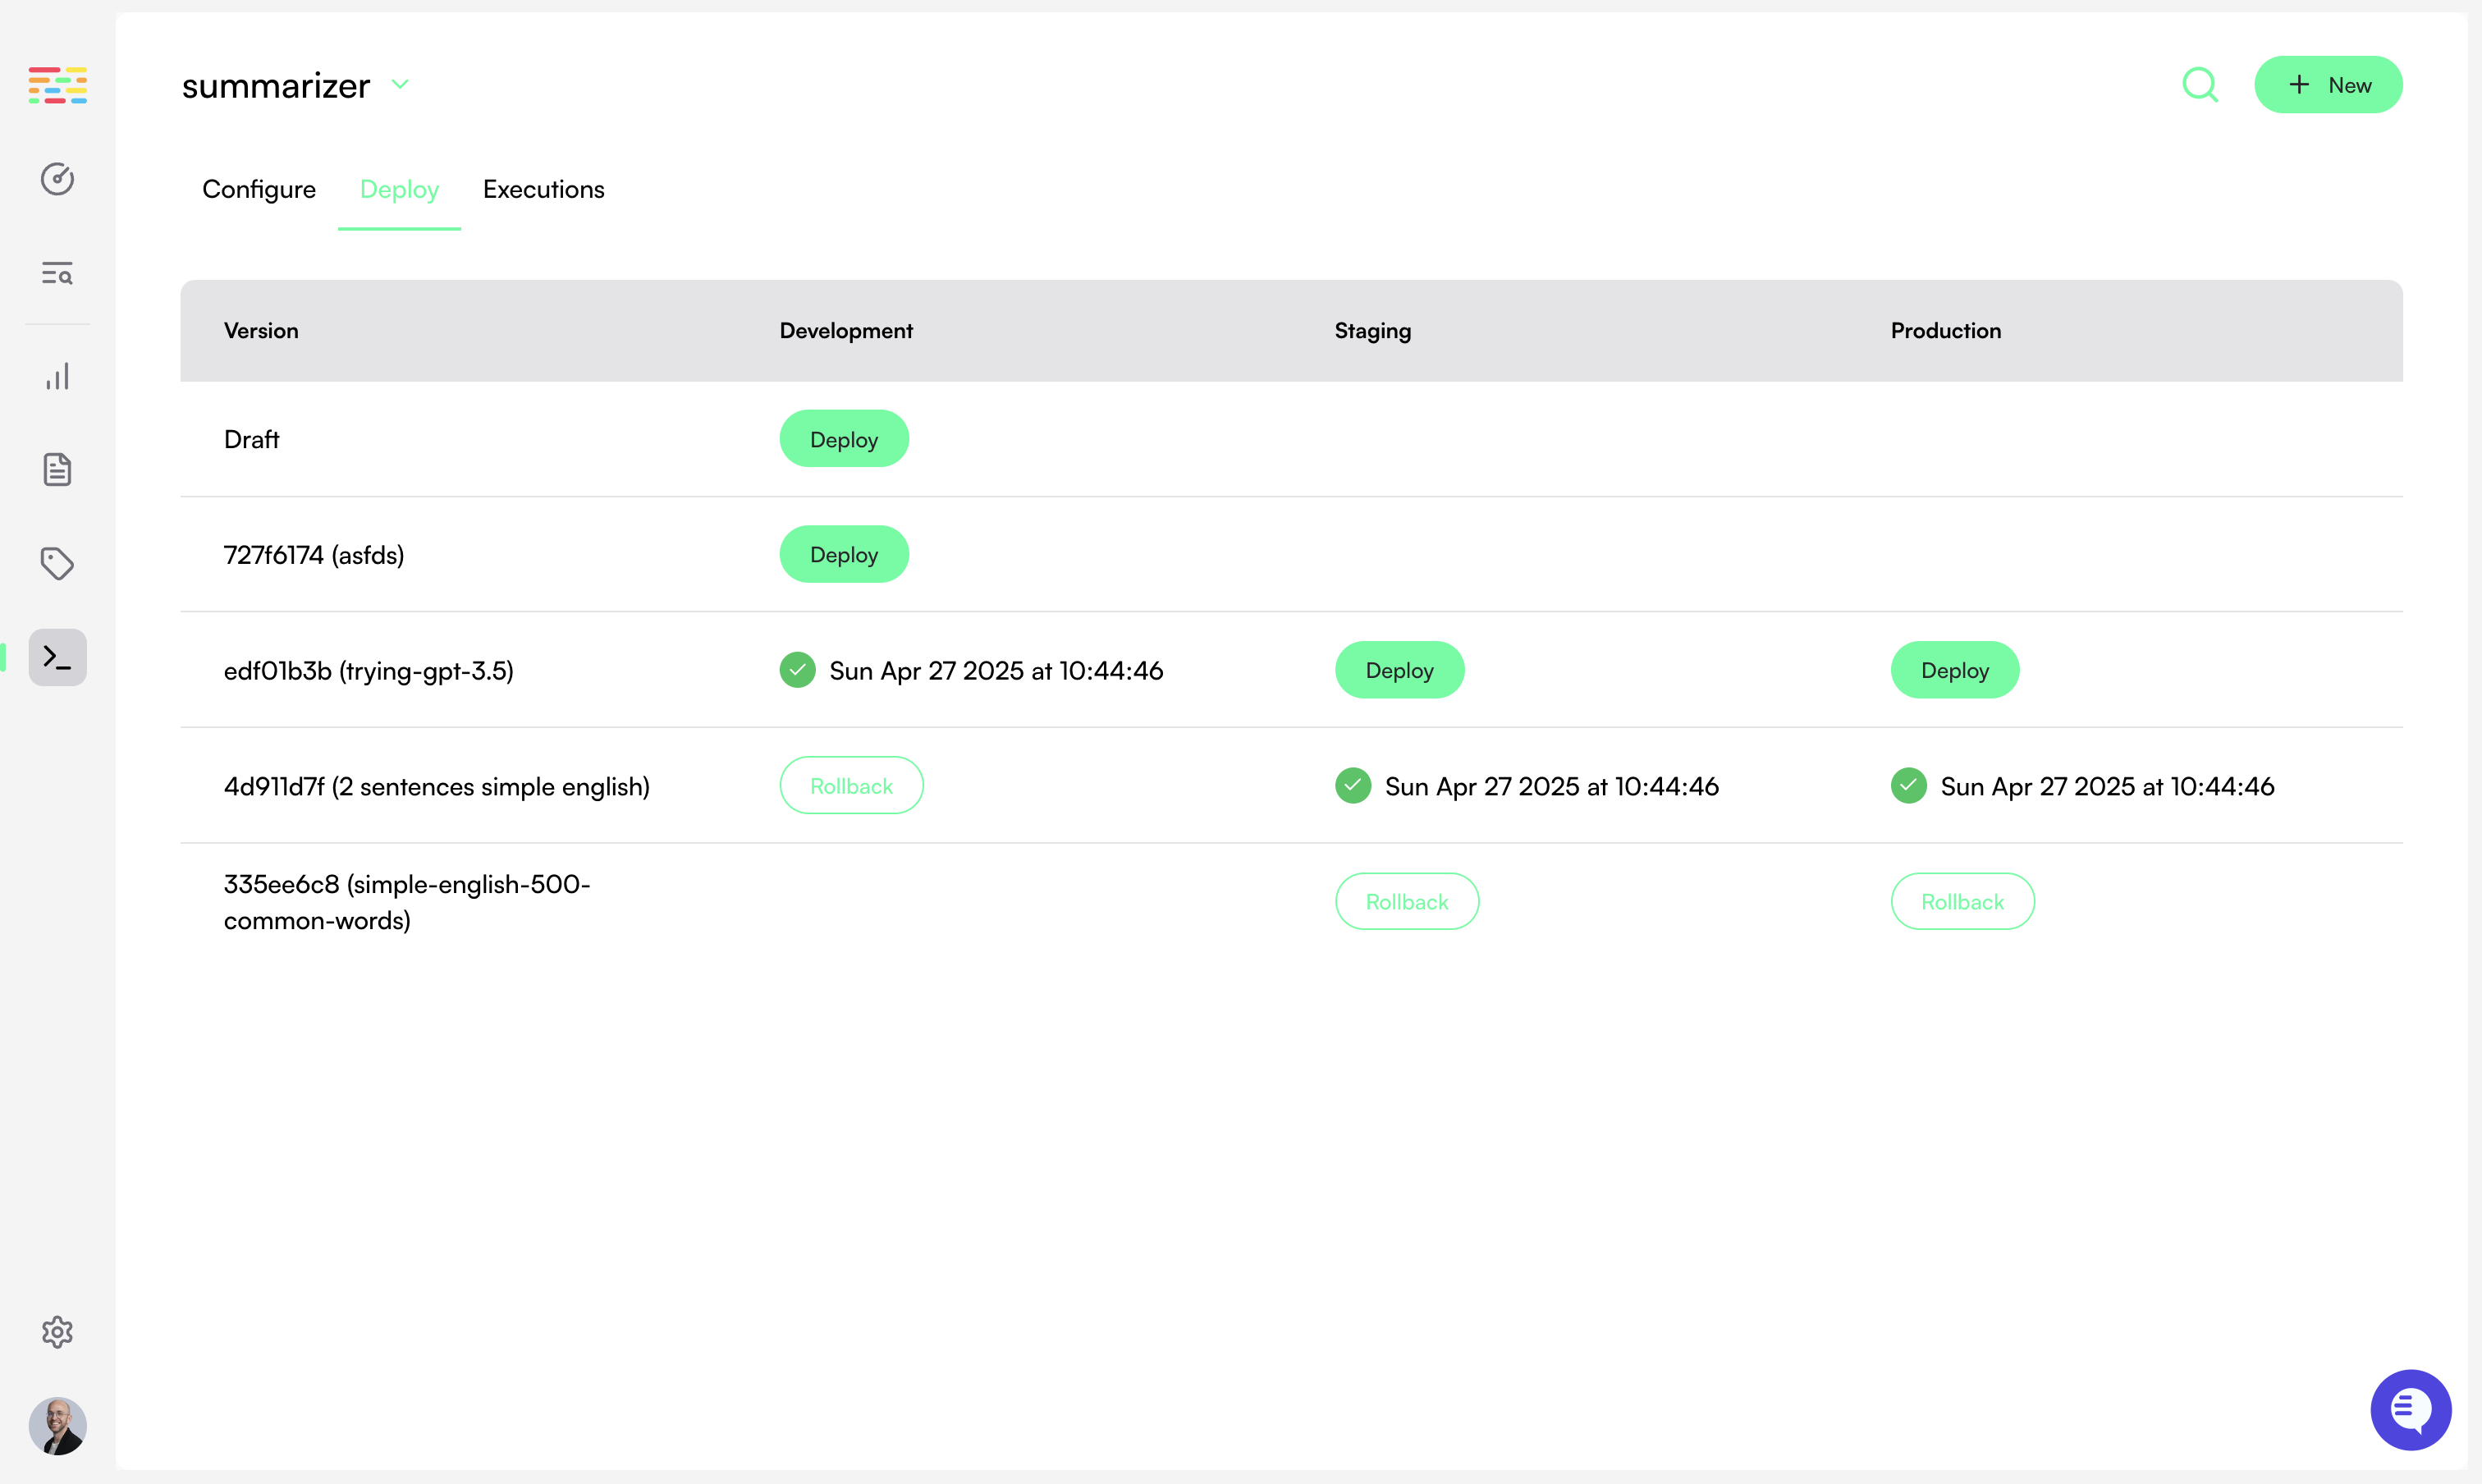 summarizer
New
Configure Deploy Executions
Version Development Staging Production
Draft Deploy
727f6174 (asfds) Deploy
edf01b3b (trying-gpt-3.5) Sun Apr 27 2025 at 10:44:46 Deploy Deploy
4d911d7f (2 sentences simple english) Rollback Sun Apr 27 2025 at 10:44:46 Sun Apr 27 2025 at 10:44:46
335ee6c8 (simple-english-500-
common-words) Rollback Rollback